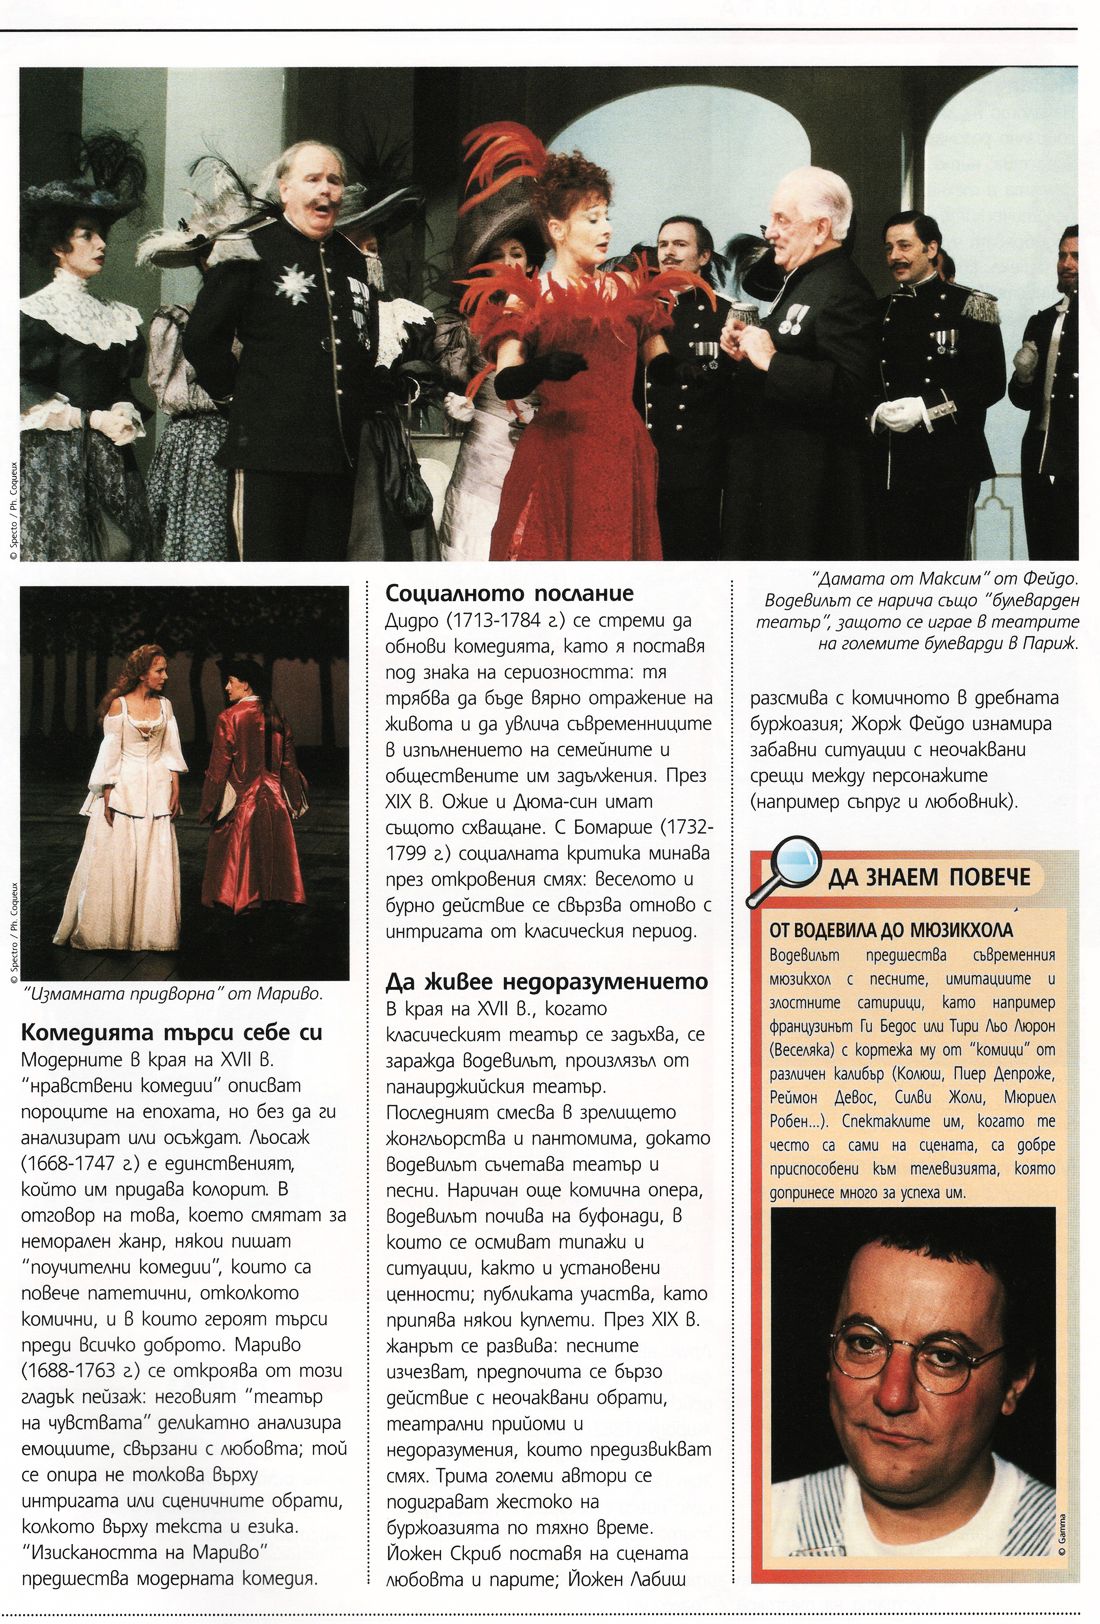 © Specto / Ph. Coqueux
“Дамата от Максим” от Фейдо.
Водевилът се нарича също “булеварден
театър”, защото се играе в театрите
на големите булеварди в Париж.
© Spectro / Ph. Coqueux
“Измамната придворна” от Мариво.
Комедията търси себе си
Модерните в края на XVII в.
“нравствени комедии” описват
пороците на епохата, но без да ги
анализират или осъждат. Льосаж
(1668-1747 г.) е единственият,
който им придава колорит. В
отговор на това, което смятат за
неморален жанр, някои пишат
“поучителни комедии”, които са
повече патетични, отколкото
комични, и в които героят търси
преди всичко доброто. Мариво
(1688-1763 г.) се откроява от този
гладък пейзаж: неговият “театър
на чувствата” деликатно анализира
емоциите, свързани с любовта; той
се опира не толкова върху
интригата или сценичните обрати,
колкото върху текста и езика.
“Изискаността на Мариво”
предшества модерната комедия.
Социалното послание
Дидро (1713-1784 г.) се стреми да
обнови комедията, като я поставя
под знака на сериозността: тя
трябва да бъде вярно отражение на
живота и да увлича съвременниците
в изпълнението на семейните и
обществените им задължения. През
XIX в. Ожие и Дюма-син имат
същото схващане. С Бомарше (1732-
1799 г.) социалната критика минава
през откровения смях: веселото и
бурно действие се свързва отново с
интригата от класическия период.
Да живее недоразумението
В края на XVII в., когато
класическият театър се задъхва, се
заражда водевилът, произлязъл от
панаирджийския театър.
Последният смесва в зрелището
жонгльорства и пантомима, докато
водевилът съчетава театър и
песни. Наричан още комична опера,
водевилът почива на буфонади, в
които се осмиват типажи и
ситуации, както и установени
ценности; публиката участва, като
припява някои куплети. През XIX в.
жанрът се развива: песните
изчезват, предпочита се бързо
действие с неочаквани обрати,
театрални прийоми и
недоразумения, които предизвикват
смях. Трима големи автори се
подиграват жестоко на
буржоазията по тяхно време.
Йожен Скриб поставя на сцената
любовта и парите; Йожен Лабиш
разсмива с комичното в дребната
буржоазия; Жорж Фейдо изнамира
забавни ситуации с неочаквани
срещи между персонажите
(например съпруг и любовник).
ДА ЗНАЕМ ПОВЕЧЕ
ОТ ВОДЕВИЛА ДО МЮЗИКХОЛА
Водевилът предшества съвременния
мюзикхол с песните, имитациите и
злостните сатирици, като например
французинът Ги Бедос или Тири Льо Люрон
(Веселяка) с кортежа му от “комици” от
различен калибър (Колюш, Пиер Депроже,
Реймон Девос, Силви Жоли, Мюриел
Робен...). Спектаклите им, когато те
често са сами на сцената, са добре
приспособени към телевизията, която
допринесе много за успеха им.
© Gamma